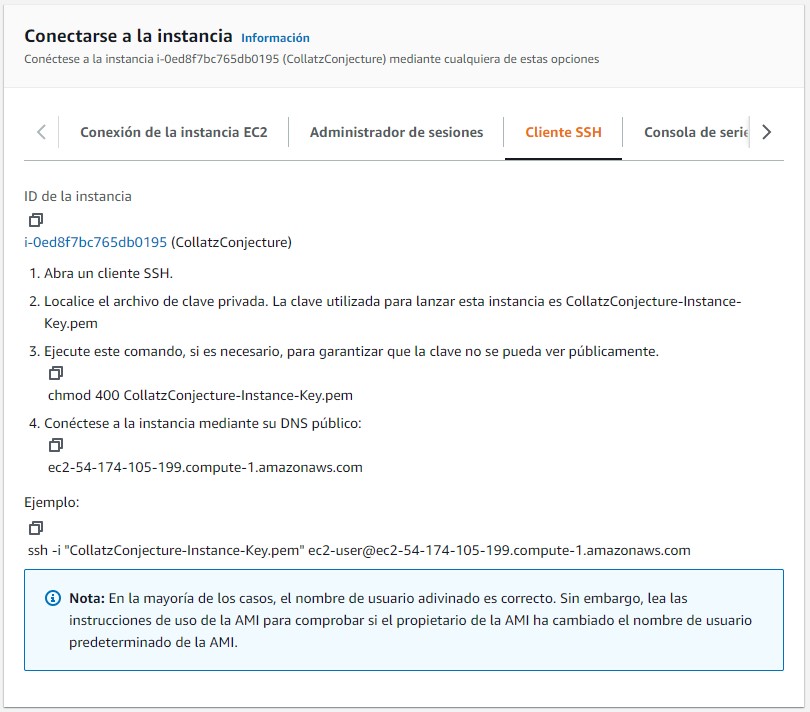 Conectarse a la instancia Información
Conéctese a la instancia i-0ed8f7bc765db0195 (CollatzConjecture) mediante cualquiera de estas opciones
Conexión de la instancia EC2 Administrador de sesiones Cliente SSH Consola de serie
ID de la instancia
i-0ed8f7bc765db0195 (CollatzConjecture)
1. Abra un cliente SSH.
2. Localice el archivo de clave privada. La clave utilizada para lanzar esta instancia es CollatzConjecture-Instance-
Key.pem
3. Ejecute este comando, si es necesario, para garantizar que la clave no se pueda ver públicamente.
chmod 400 CollatzConjecture-Instance-Key.pem
4. Conéctese a la instancia mediante su DNS público:
ec2-54-174-105-199.compute-1.amazonaws.com
Ejemplo:
ssh -i "CollatzConjecture-Instance-Key.pem" ec2-user@ec2-54-174-105-199.compute-1.amazonaws.com
Nota: En la mayoría de los casos, el nombre de usuario adivinado es correcto. Sin embargo, lea las
instrucciones de uso de la AMI para comprobar si el propietario de la AMI ha cambiado el nombre de usuario
predeterminado de la AMI.